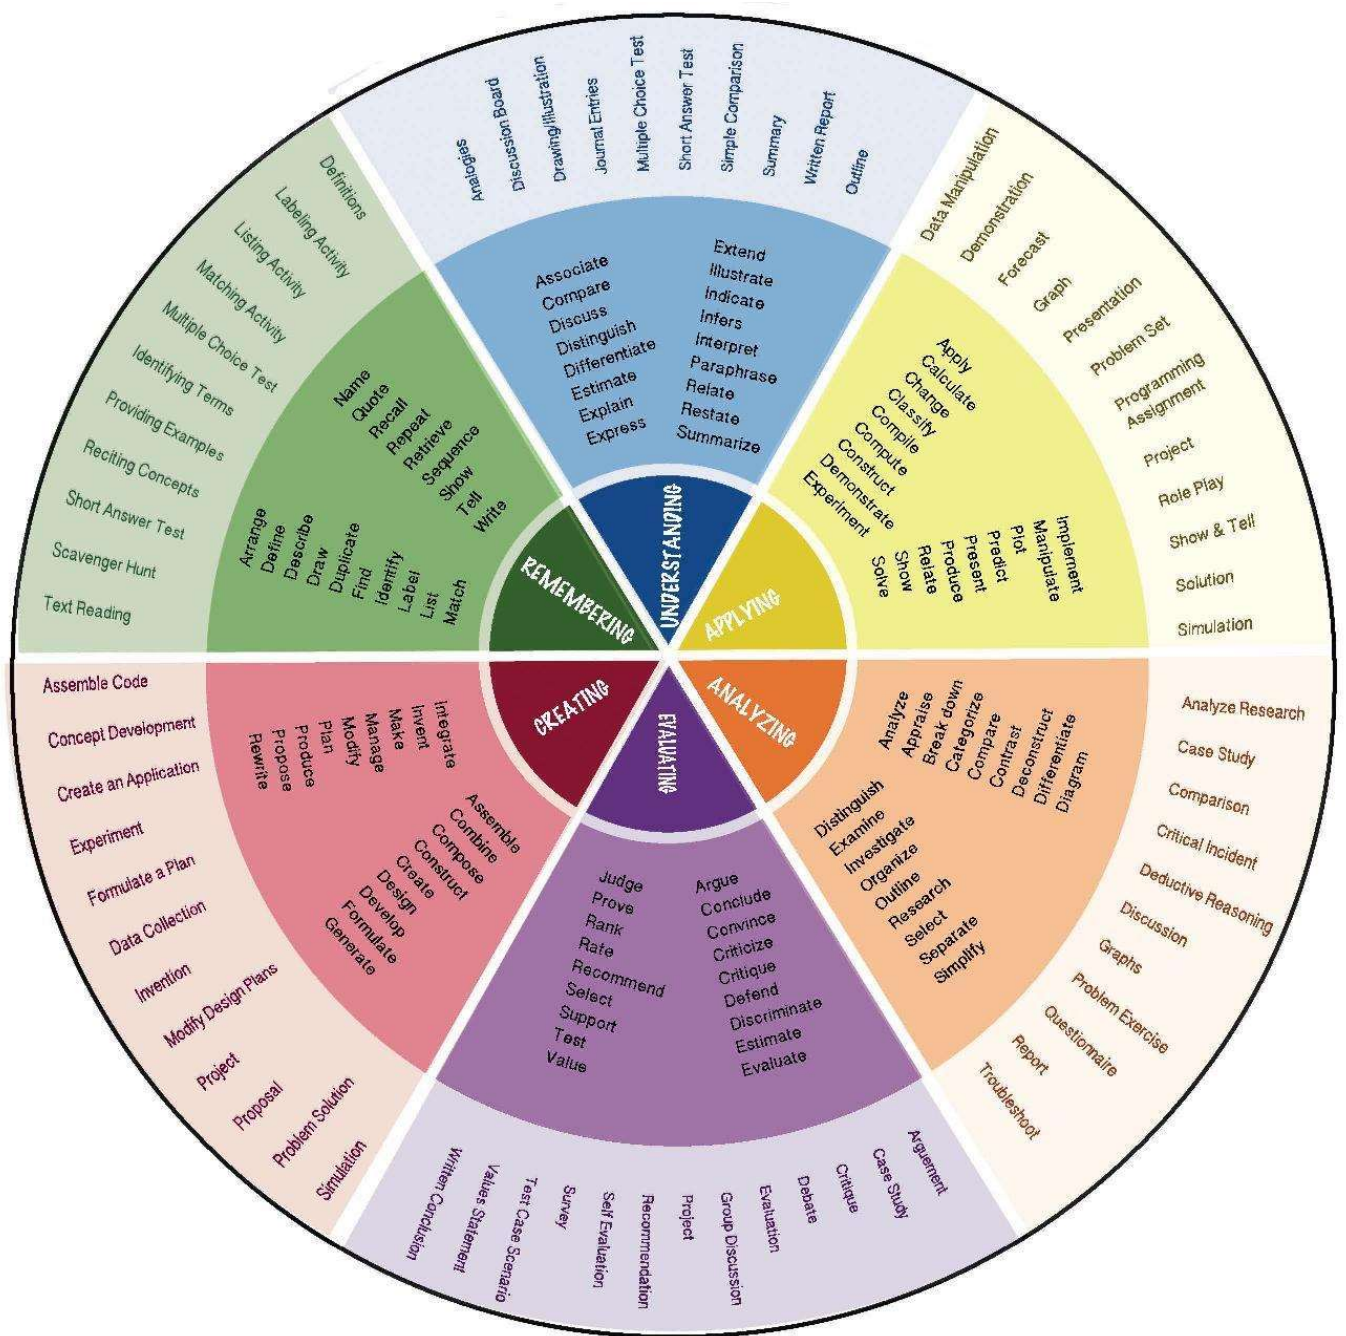 UNDERSTANDING
Associate
Compare
Discuss
Distinguish
Differentiate
Estimate
Explain
Express
Extend
Illustrate
Indicate
Infers
Interpret
Paraphrase
Relate
Restate
Summarize
Analogies
Discussion Board
Drawing/Illustration
Journal Entries
Multiple Choice Test
Short Answer Test
Simple Comparison
Summary
Written Report
Outline
APPLYING
Apply
Calculate
Change
Classify
Compile
Compute
Construct
Demonstrate
Experiment
Implement
Manipulate
Plot
Predict
Present
Produce
Relate
Show
Solve
Data Manipulation
Demonstration
Forecast
Graph
Presentation
Problem Set
Programming
Assignment
Project
Role Play
Show & Tell
Solution
Simulation
ANALYZING
Analyze
Appraise
Break down
Categorize
Compare
Contrast
Deconstruct
Differentiate
Diagram
Distinguish
Examine
Investigate
Organize
Outline
Research
Select
Separate
Simplify
Analyze Research
Case Study
Comparison
Critical Incident
Deductive Reasoning
Discussion
Graphs
Problem Exercise
Questionnaire
Report
Troubleshoot
EVALUATING
Argue
Conclude
Convince
Criticize
Critique
Defend
Discriminate
Estimate
Evaluate
Judge
Prove
Rank
Rate
Recommend
Select
Support
Test
Value
Arguement
Case Study
Critique
Debate
Evaluation
Group Discussion
Project
Recommendation
Self Evaluation
Survey
Test Case Scenario
Values Statement
Written Conclusion
CREATING
Assemble
Combine
Compose
Construct
Create
Design
Develop
Formulate
Generate
Integrate
Invent
Make
Manage
Modify
Plan
Produce
Propose
Rewrite
Assemble Code
Concept Development
Create an Application
Experiment
Formulate a Plan
Data Collection
Invention
Modify Design Plans
Project
Proposal
Problem Solution
Simulation
REMEMBERING
Arrange
Define
Describe
Draw
Duplicate
Find
Identify
Label
List
Match
Name
Quote
Recall
Repeat
Retrieve
Sequence
Show
Tell
Write
Definitions
Labeling Activity
Listing Activity
Matching Activity
Multiple Choice Test
Identifying Terms
Providing Examples
Reciting Concepts
Short Answer Test
Scavenger Hunt
Text Reading